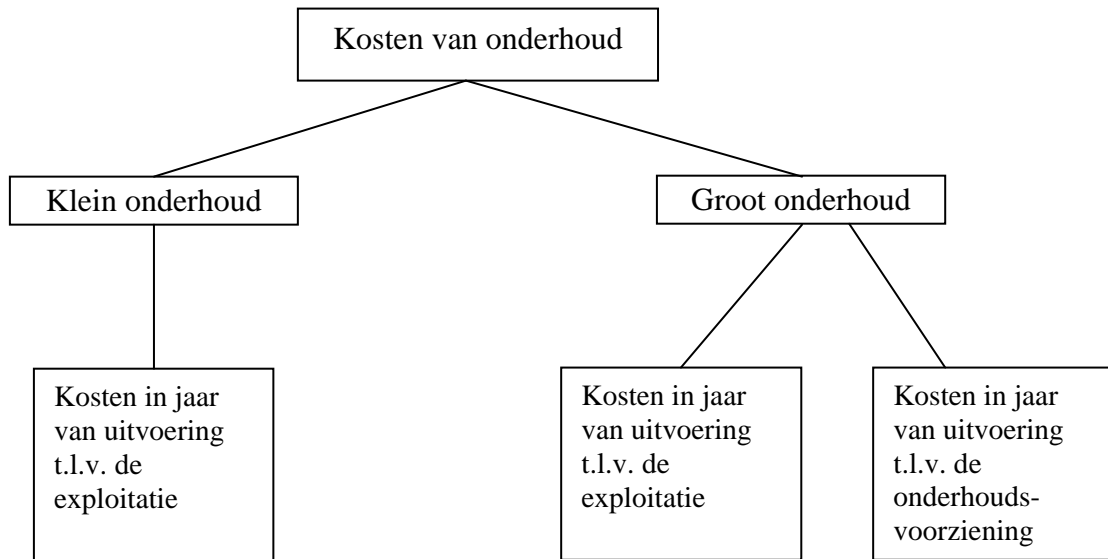 Kosten van onderhoud
Klein onderhoud
Groot onderhoud
Kosten in jaar
van uitvoering
t.l.v. de
exploitatie
Kosten in jaar
van uitvoering
t.l.v. de
exploitatie
Kosten in jaar
van uitvoering
t.l.v. de
onderhouds-
voorziening